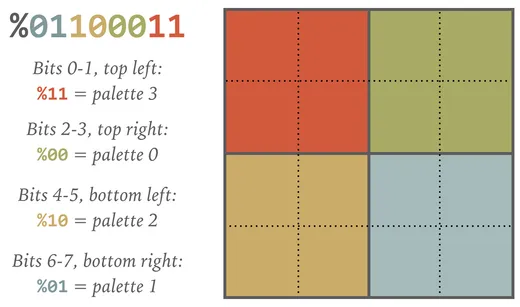 %01100011
Bits 0-1, top left:
%11 = palette 3
Bits 2-3, top right:
%00 = palette 0
Bits 4-5, bottom left:
%10 = palette 2
Bits 6-7, bottom right:
%01 = palette 1